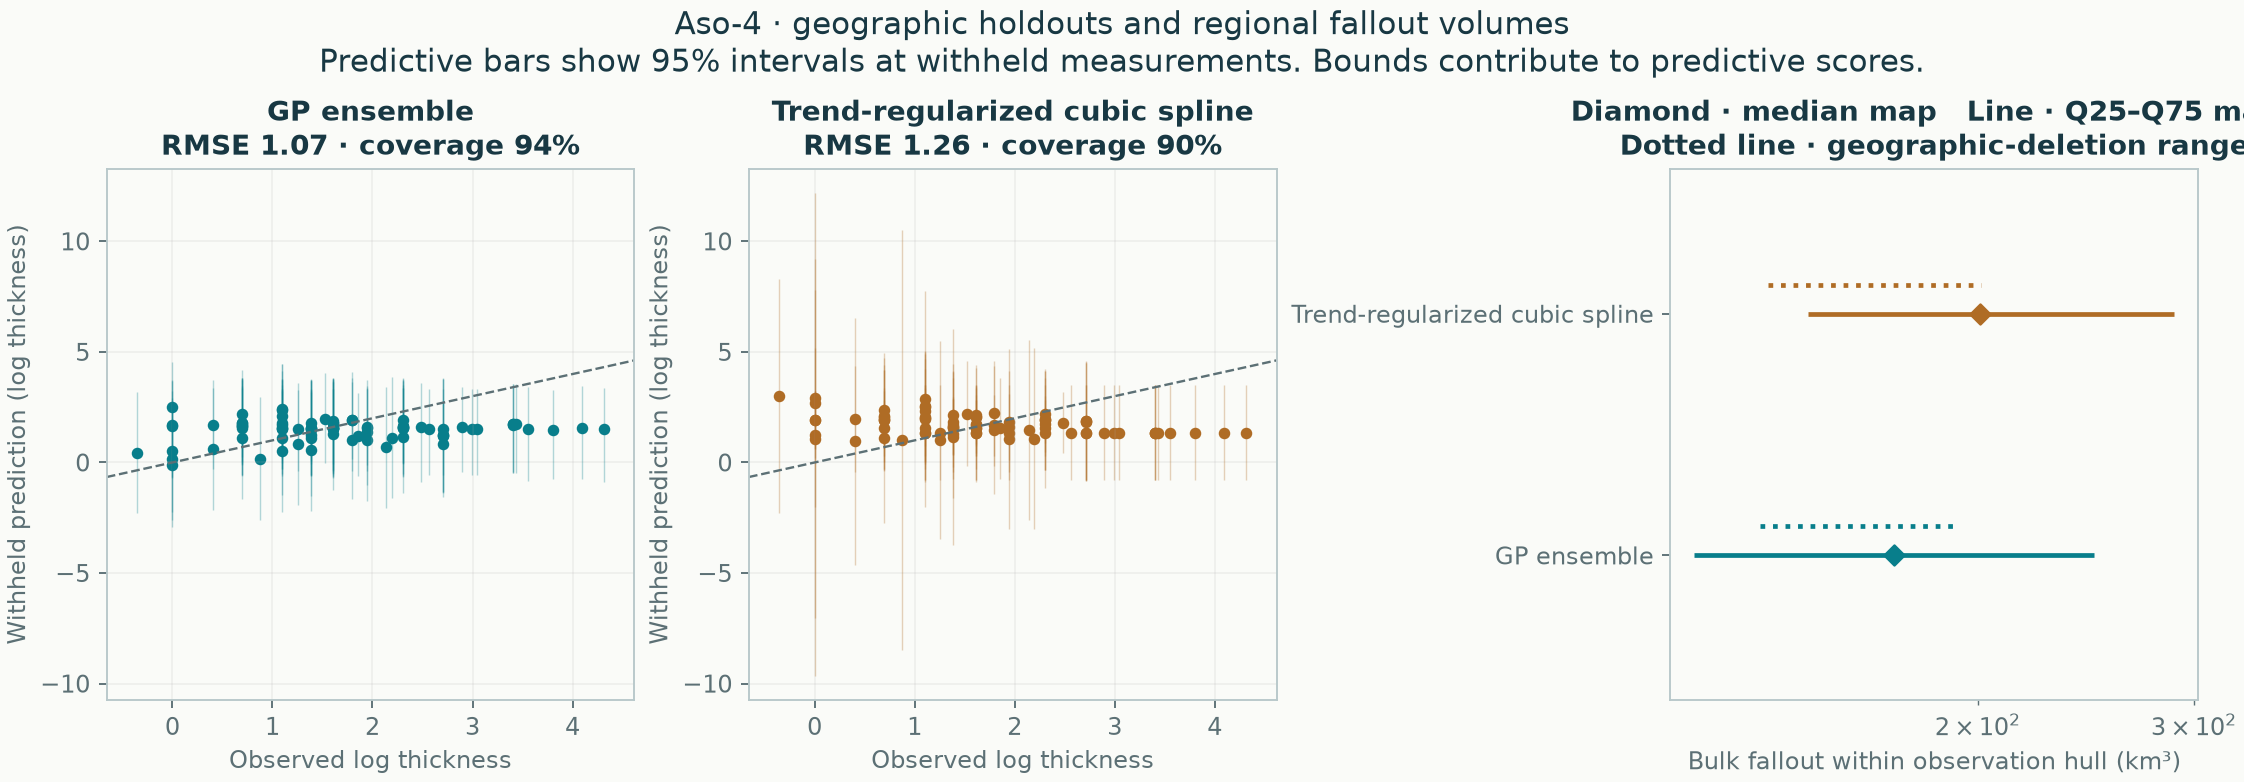 Aso-4 · geographic holdouts and regional fallout volumes
Predictive bars show 95% intervals at withheld measurements. Bounds contribute to predictive scores.
GP ensemble
RMSE 1.07 · coverage 94%
Withheld prediction (log thickness)
10
5
0
−5
−10
0 1 2 3 4
Observed log thickness
Trend-regularized cubic spline
RMSE 1.26 · coverage 90%
Withheld prediction (log thickness)
10
5
0
−5
−10
0 1 2 3 4
Observed log thickness
Diamond · median map Line · Q25–Q75
Dotted line · geographic-deletion range
Trend-regularized cubic spline
GP ensemble
2 × 10² 3 × 10²
Bulk fallout within observation hull (km³)